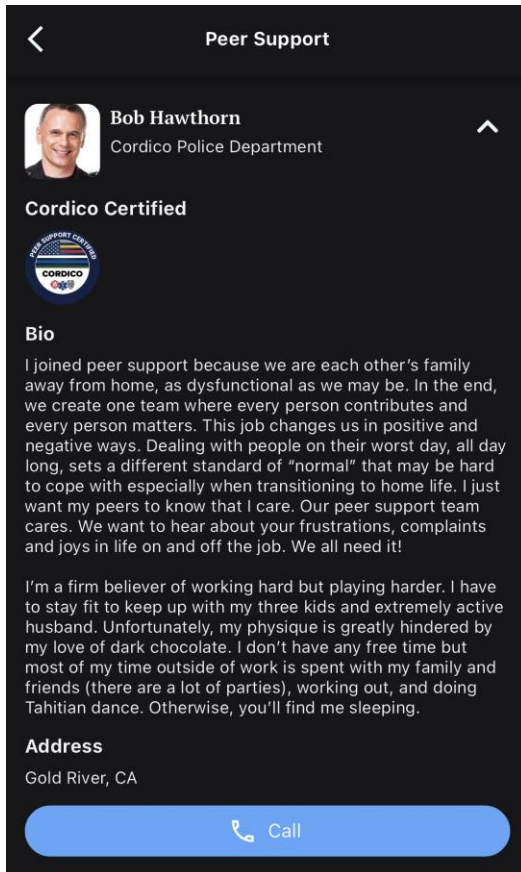 Peer Support
Bob Hawthorn
Cordico Police Department
Cordico Certified
PEER SUPPORT CERTIFIED
CORDICO
Bio
I joined peer support because we are each other’s family
away from home, as dysfunctional as we may be. In the end,
we create one team where every person contributes and
every person matters. This job changes us in positive and
negative ways. Dealing with people on their worst day, all day
long, sets a different standard of “normal” that may be hard
to cope with especially when transitioning to home life. I just
want my peers to know that I care. Our peer support team
cares. We want to hear about your frustrations, complaints
and joys in life on and off the job. We all need it!
I’m a firm believer of working hard but playing harder. I have
to stay fit to keep up with my three kids and extremely active
husband. Unfortunately, my physique is greatly hindered by
my love of dark chocolate. I don’t have any free time but
most of my time outside of work is spent with my family and
friends (there are a lot of parties), working out, and doing
Tahitian dance. Otherwise, you’ll find me sleeping.
Address
Gold River, CA
Call